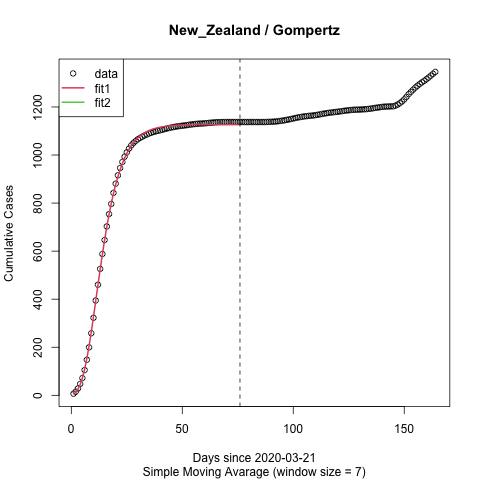 New_Zealand / Gompertz
data
fit1
fit2
Cumulative Cases
0
200
400
600
800
1000
1200
0
50
100
150
Days since 2020-03-21
Simple Moving Avarage (window size = 7)